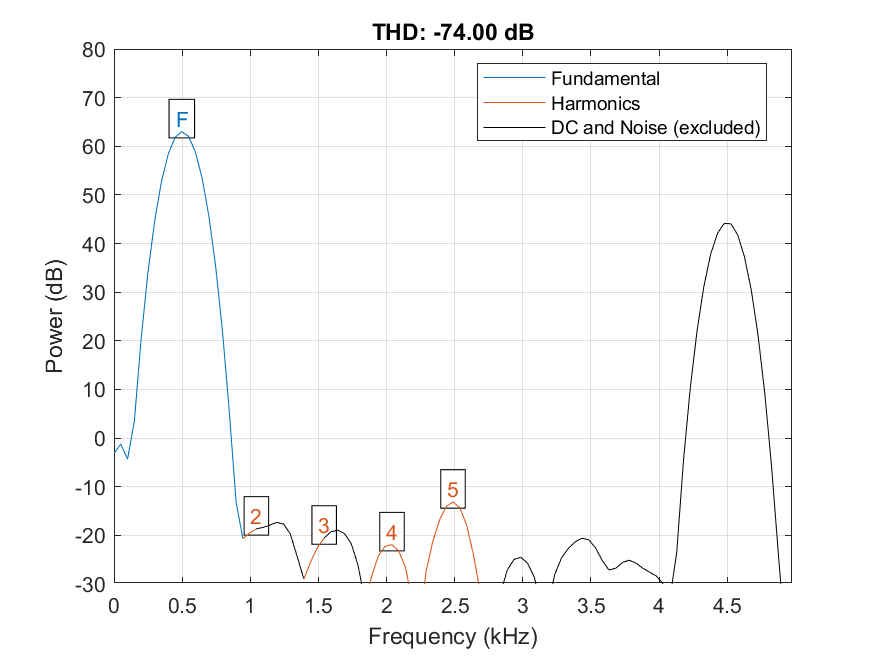 THD: -74.00 dB
80
70
60
50
40
30
20
10
0
-10
-20
-30
Power (dB)
F
2
3
4
5
Fundamental
Harmonics
DC and Noise (excluded)
0 0.5 1 1.5 2 2.5 3 3.5 4 4.5
Frequency (kHz)